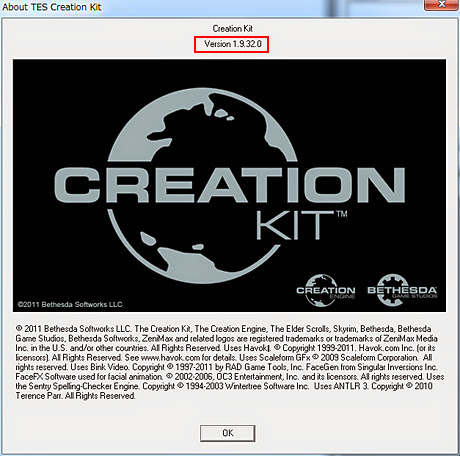 About TES Creation Kit
Creation Kit
Version 1.9.32.0
CREATION
KIT™
©2011 Bethesda Softworks LLC
CREATION
ENGINE
BETHESDA
GAME STUDIOS
© 2011 Bethesda Softworks LLC. The Creation Kit, The Creation Engine, The Elder Scrolls, Skyrim, Bethesda, Bethesda
Game Studios, Bethesda Softworks, ZeniMax and related logos are registered trademarks or trademarks of ZeniMax Media
Inc. in the U.S. and/or other countries. All Rights Reserved. Uses Havok|. © Copyright 1999-2011. Havok.com Inc. (or its
licensors). All Rights Reserved. See www.havok.com for details. Uses Scaleform GFx © 2009 Scaleform Corporation. All
rights reserved. Uses Bink Video. Copyright © 1997-2011 by RAD Game Tools, Inc. FaceGen from Singular Inversions Inc.
FaceFX Software used for facial animation. © 2002-2006, OC3 Entertainment, Inc. and its licensors. All rights reserved. Uses
the Sentry Spelling-Checker Engine. Copyright © 1994-2003 Wintertree Software Inc. Uses ANTLR 3. Copyright © 2010
Terence Parr. All Rights Reserved.
OK